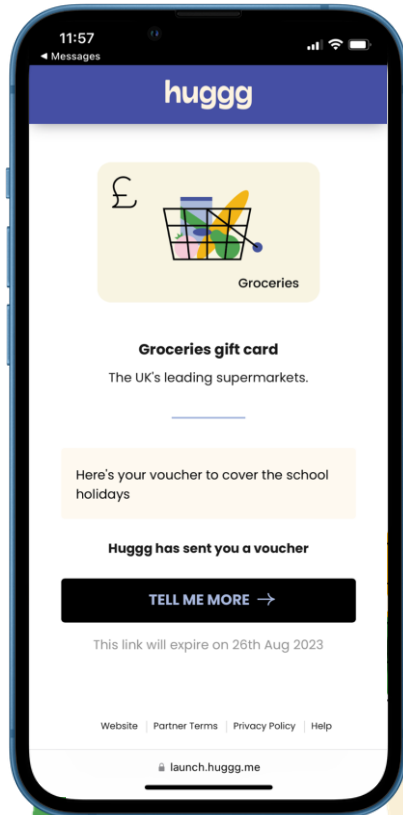 11:57
Messages
huggg
£
Groceries
Groceries gift card
The UK's leading supermarkets.
Here's your voucher to cover the school
holidays
Huggg has sent you a voucher
TELL ME MORE →
This link will expire on 26th Aug 2023
Website | Partner Terms | Privacy Policy | Help
launch.huggg.me